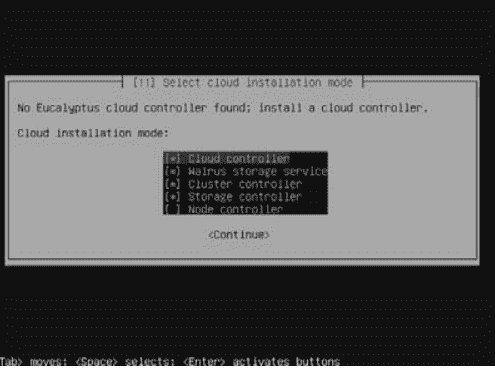 [!!] Select cloud installation mode
No Eucalyptus cloud controller found; install a cloud controller.
Cloud installation mode:
[*] Cloud controller
[*] Walrus storage service
[*] Cluster controller
[*] Storage controller
[ ] Node controller
<Continue>
Tab> moves; <Space> selects; <Enter> activates buttons